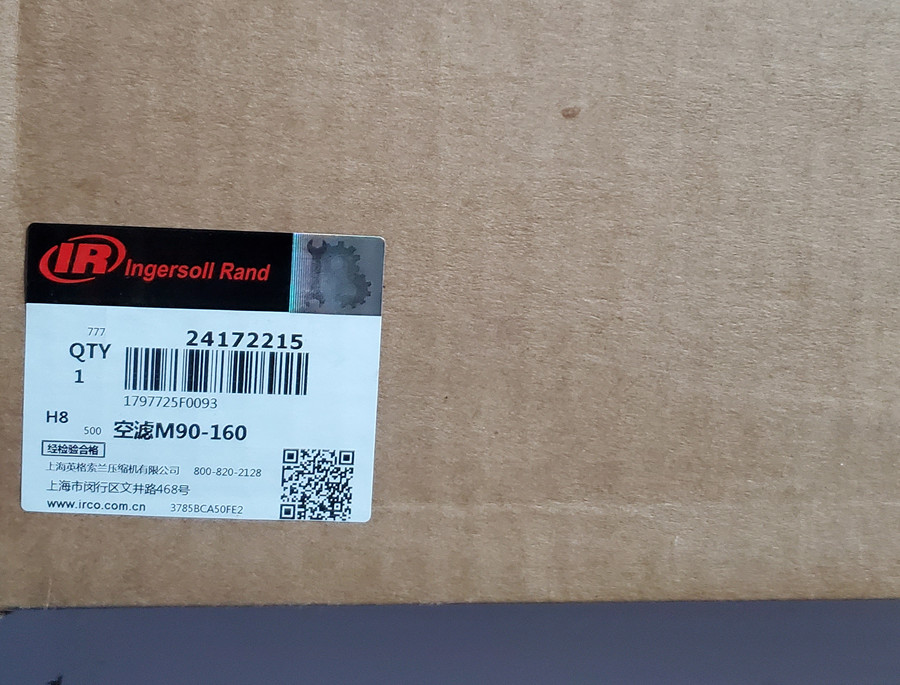 IR Ingersoll Rand
777
24172215
QTY
1
1797725F0093
H8
500 空滤M90-160
经检验合格
上海英格索兰压缩机有限公司 800-820-2128
上海市闵行区文井路468号
www.irco.com.cn 3785BCA50FE2